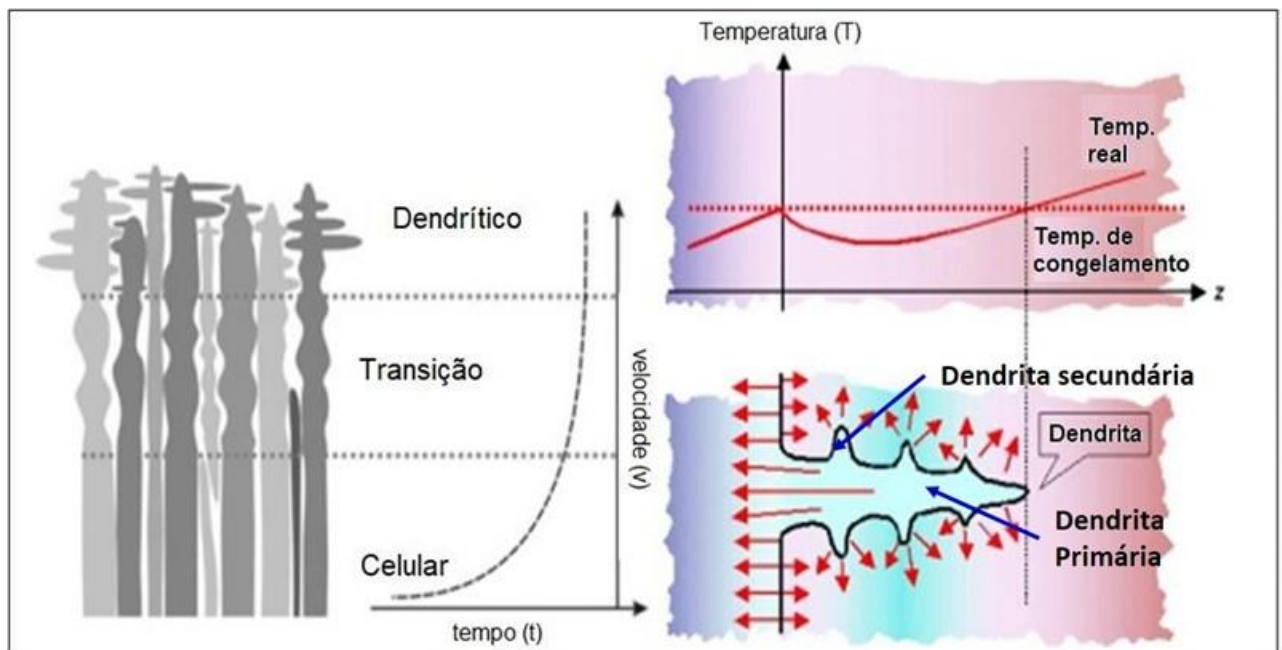 Dendrítico
Transição
Celular
velocidade (v)
tempo (t)
Temperatura (T)
Temp.
real
Temp. de
congelamento
z
Dendrita secundária
Dendrita
Dendrita
Primária